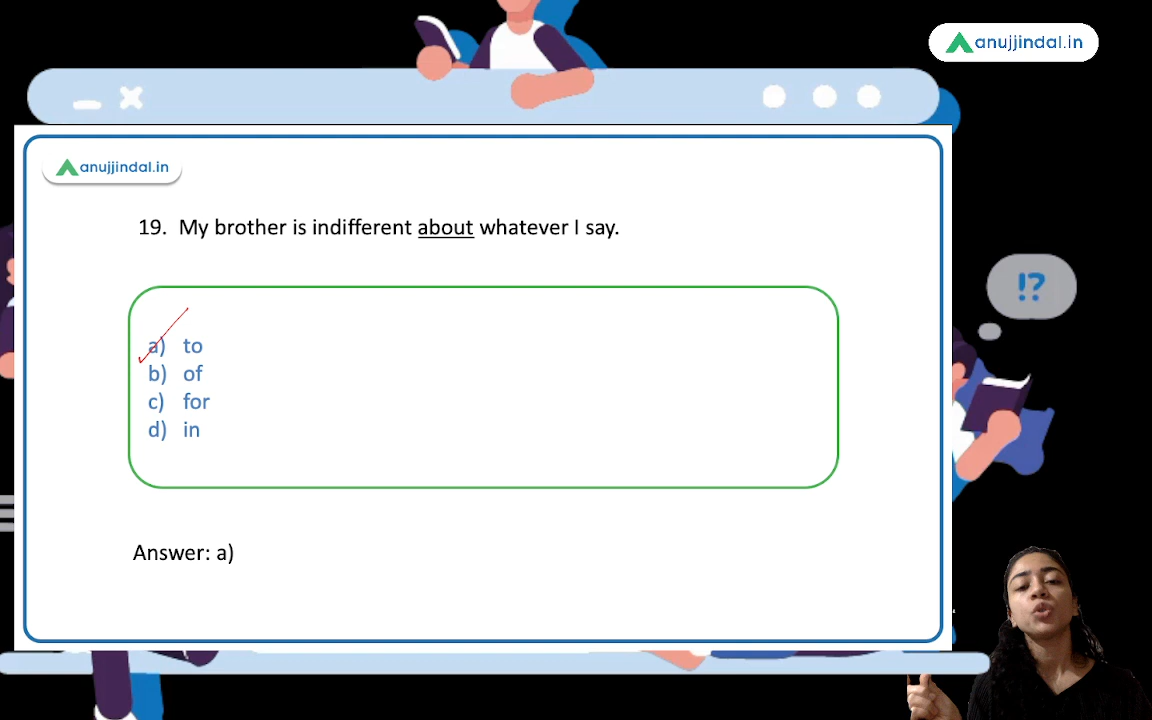 anujjindal.in
anujjindal.in
19. My brother is indifferent about whatever I say.
!?
a) to
b) of
c) for
d) in
Answer: a)